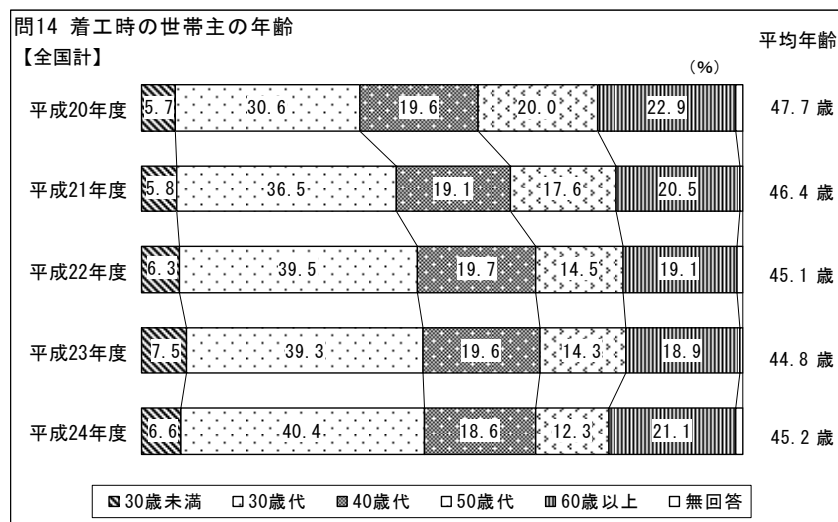 問14 着工時の世帯主の年齢
平均年齢
【全国計】
(%)
平成20年度 5.7 30.6 19.6 20.0 22.9 47.7 歳
平成21年度 5.8 36.5 19.1 17.6 20.5 46.4 歳
平成22年度 6.3 39.5 19.7 14.5 19.1 45.1 歳
平成23年度 7.5 39.3 19.6 14.3 18.9 44.8 歳
平成24年度 6.6 40.4 18.6 12.3 21.1 45.2 歳
30歳未満 30歳代 40歳代 50歳代 60歳以上 無回答